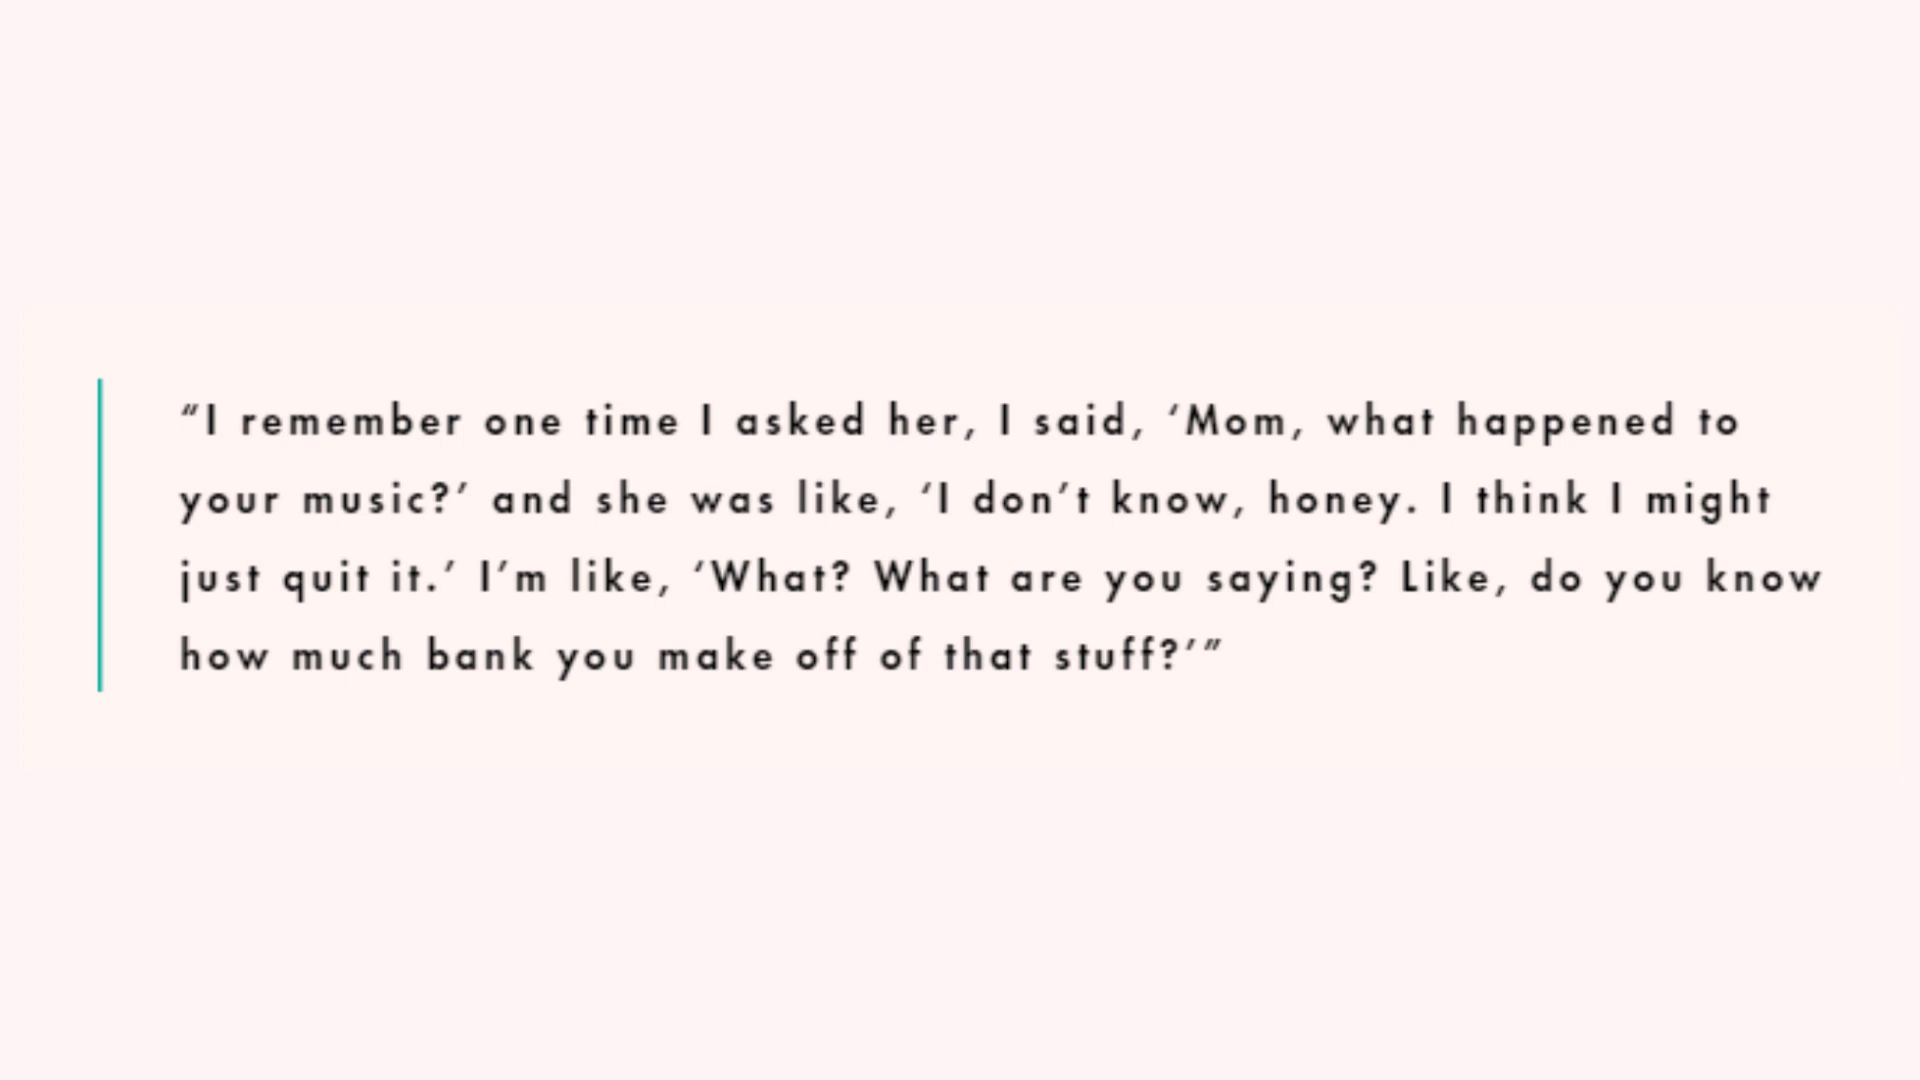 “I remember one time I asked her, I said, ‘Mom, what happened to
your music?’ and she was like, ‘I don’t know, honey. I think I might
just quit it.’ I’m like, ‘What? What are you saying? Like, do you know
how much bank you make off of that stuff?’”